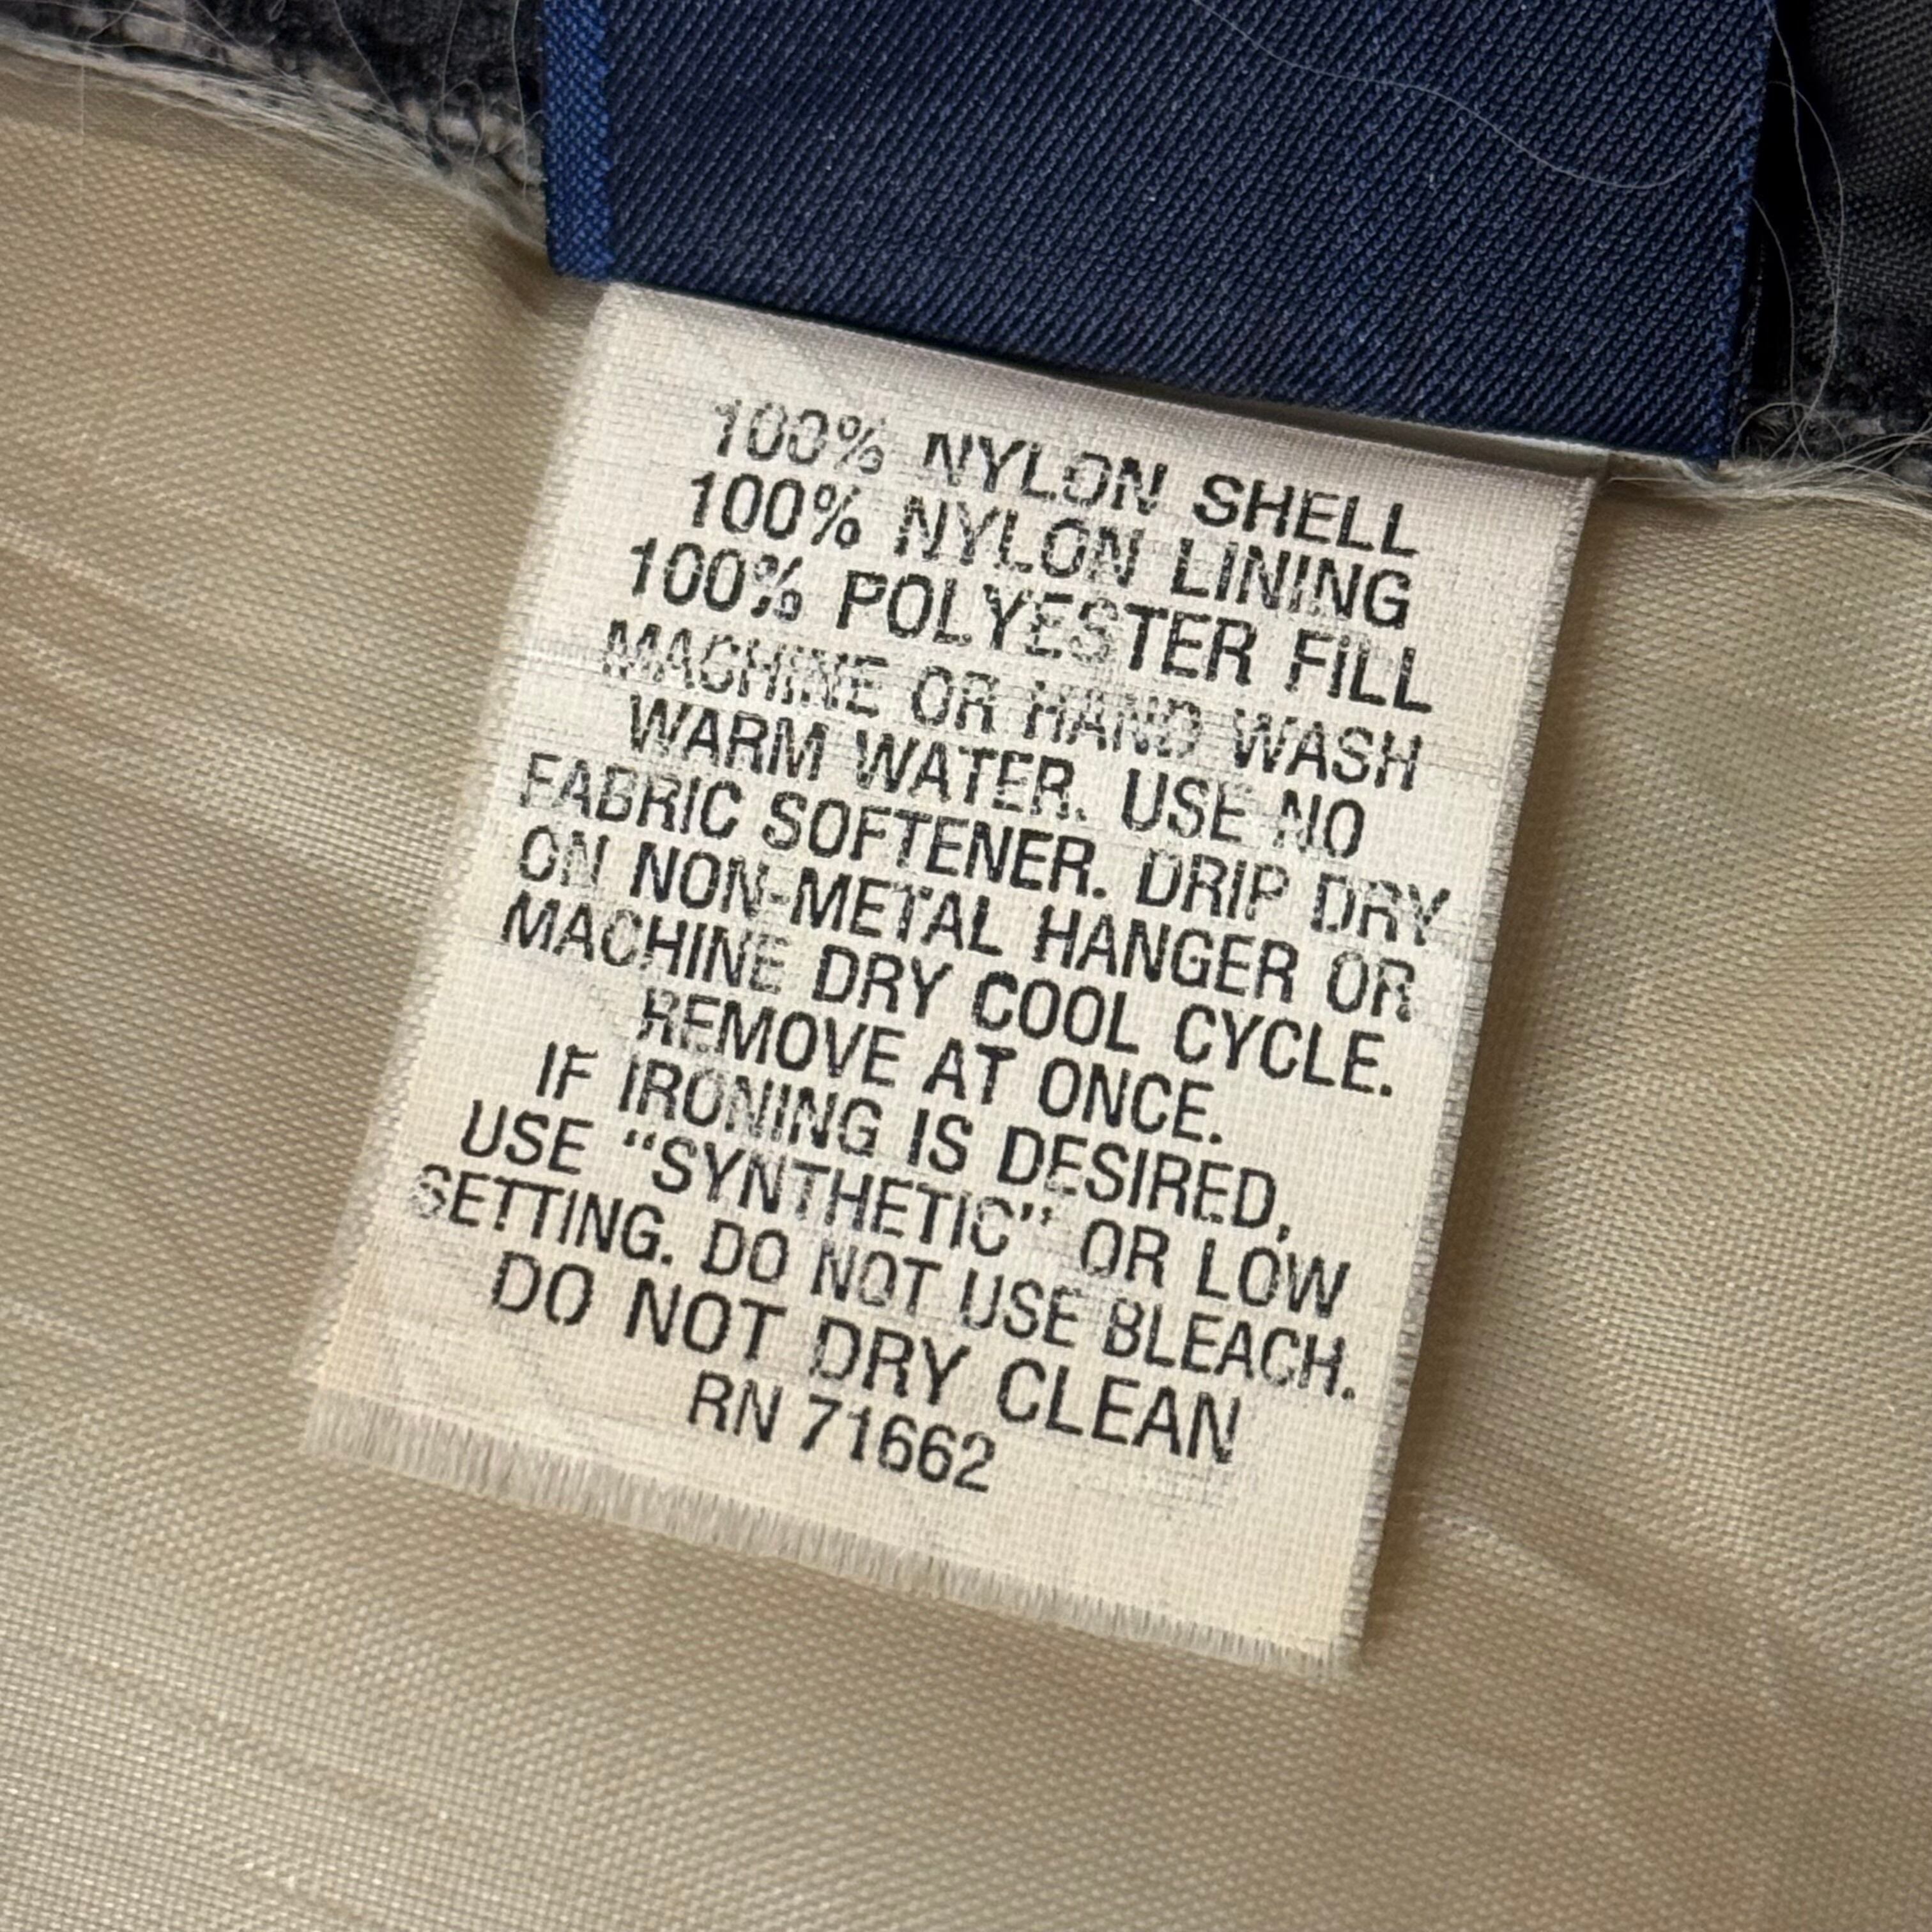 100% NYLON SHELL
100% NYLON LINING
100% POLYESTER FILL
MACHINE OR HAND WASH
WARM WATER. USE NO
FABRIC SOFTENER. DRIP DRY
ON NON-METAL HANGER OR
MACHINE DRY COOL CYCLE.
REMOVE AT ONCE.
IF IRONING IS DESIRED,
USE "SYNTHETIC" OR LOW
SETTING. DO NOT USE BLEACH.
DO NOT DRY CLEAN
RN 71662